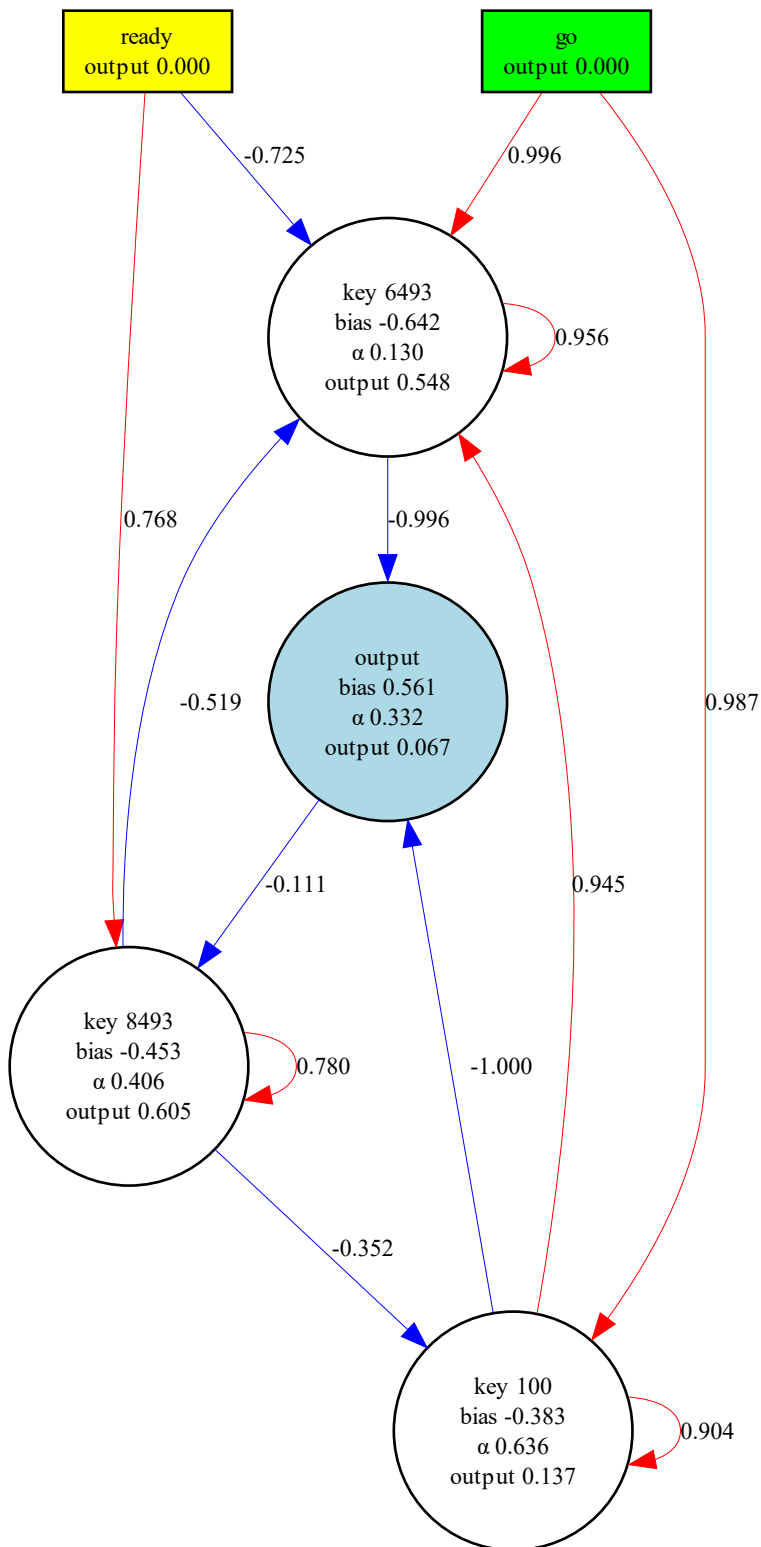 ready
output 0.000
go
output 0.000
-0.725
0.996
key 6493
bias -0.642
α 0.130
output 0.548
0.956
0.768
-0.996
-0.519
output
bias 0.561
α 0.332
output 0.067
0.987
-0.111
0.945
key 8493
bias -0.453
α 0.406
output 0.605
0.780
-1.000
-0.352
key 100
bias -0.383
α 0.636
output 0.137
0.904